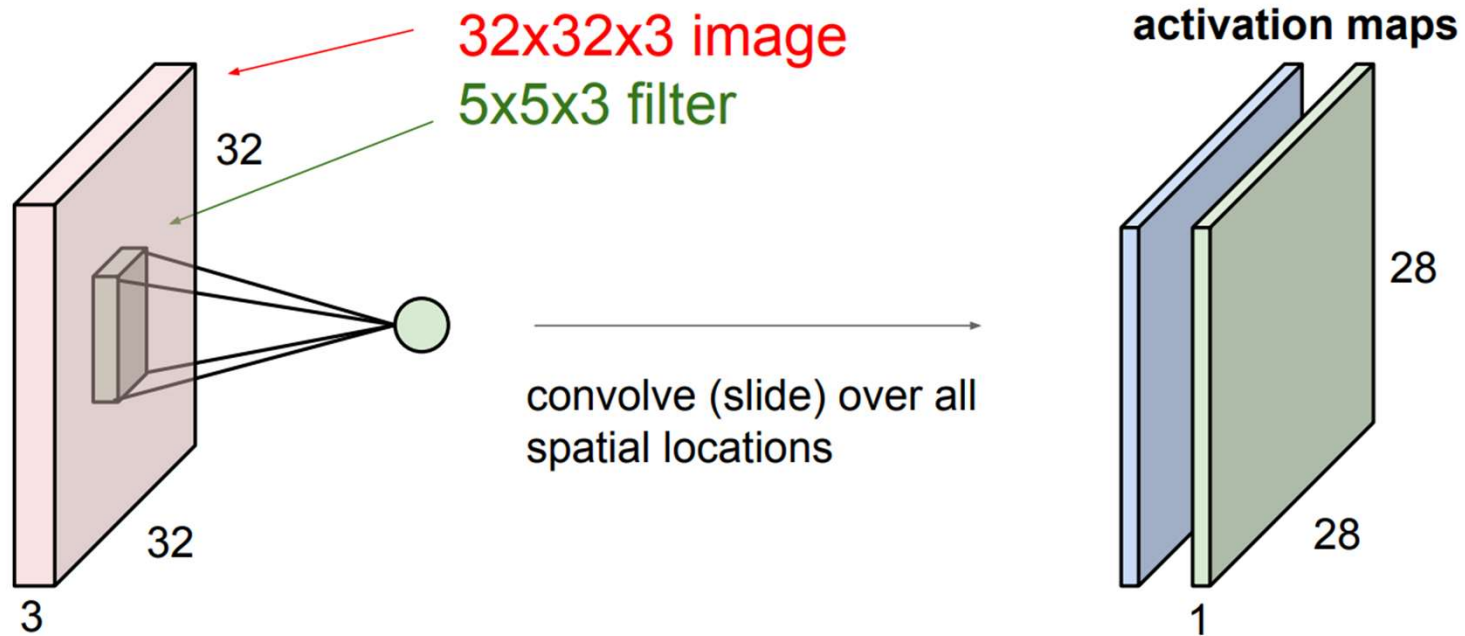 32x32x3 image
5x5x3 filter
activation maps
32
32
3
convolve (slide) over all
spatial locations
28
28
1